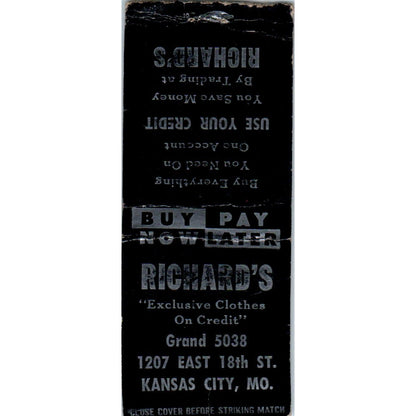 Buy Everything
You Need On
One Account
USE YOUR CREDIT
You Save Money
By Trading at
RICHARD'S
BUY PAY
NOW LATER
RICHARD'S
"Exclusive Clothes
On Credit"
Grand 5038
1207 EAST 18th ST.
KANSAS CITY, MO.
CLOSE COVER BEFORE STRIKING MATCH